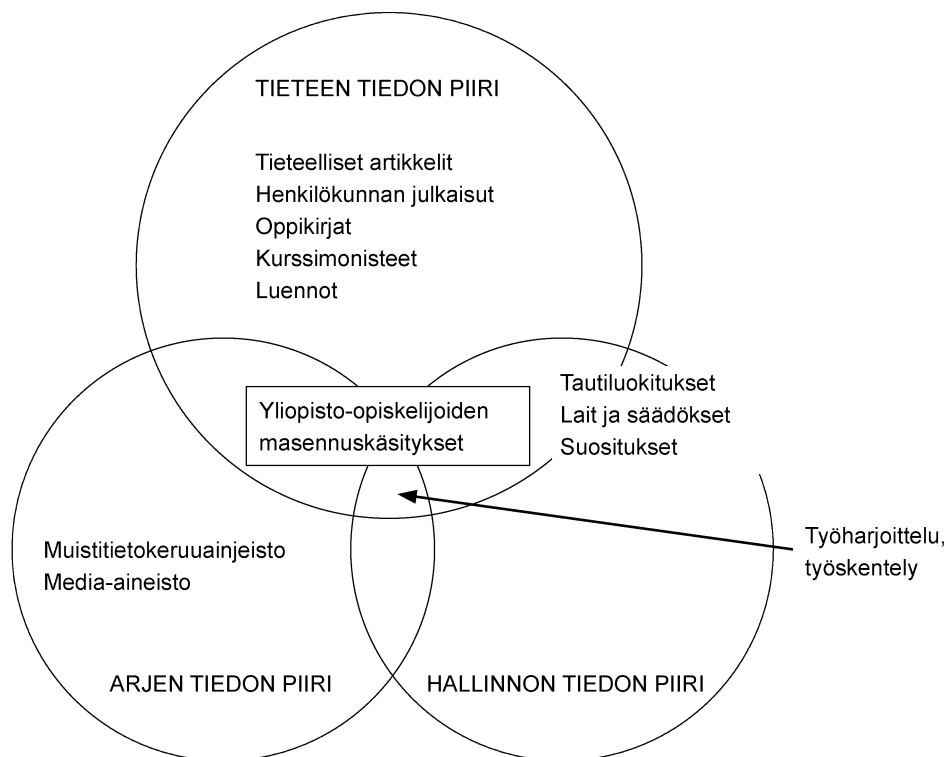 TIETEEN TIEDON PIIRI
Tieteelliset artikkelit
Henkilökunnan julkaisut
Oppikirjat
Kurssimonisteet
Luennot
Tautiluokitukset
Lait ja säädökset
Suositukset
Yliopisto-opiskelijoiden
masennuskäsitykset
Työharjoittelu,
työskentely
Muistitietokeruuainjeisto
Media-aineisto
ARJEN TIEDON PIIRI
HALLINNON TIEDON PIIRI